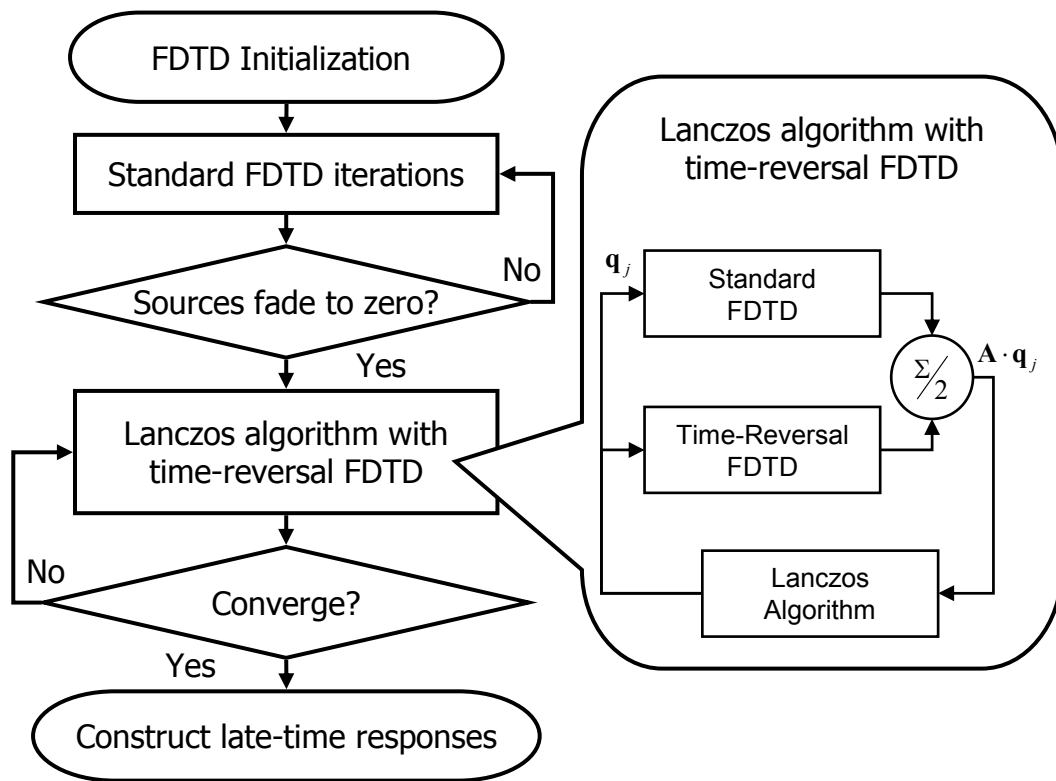 FDTD Initialization
Standard FDTD iterations
No
Sources fade to zero?
Yes
Lanczos algorithm with
time-reversal FDTD
No
Converge?
Yes
Construct late-time responses
Lanczos algorithm with
time-reversal FDTD
q_j
Standard
FDTD
Σ/2
A · q_j
Time-Reversal
FDTD
Lanczos
Algorithm